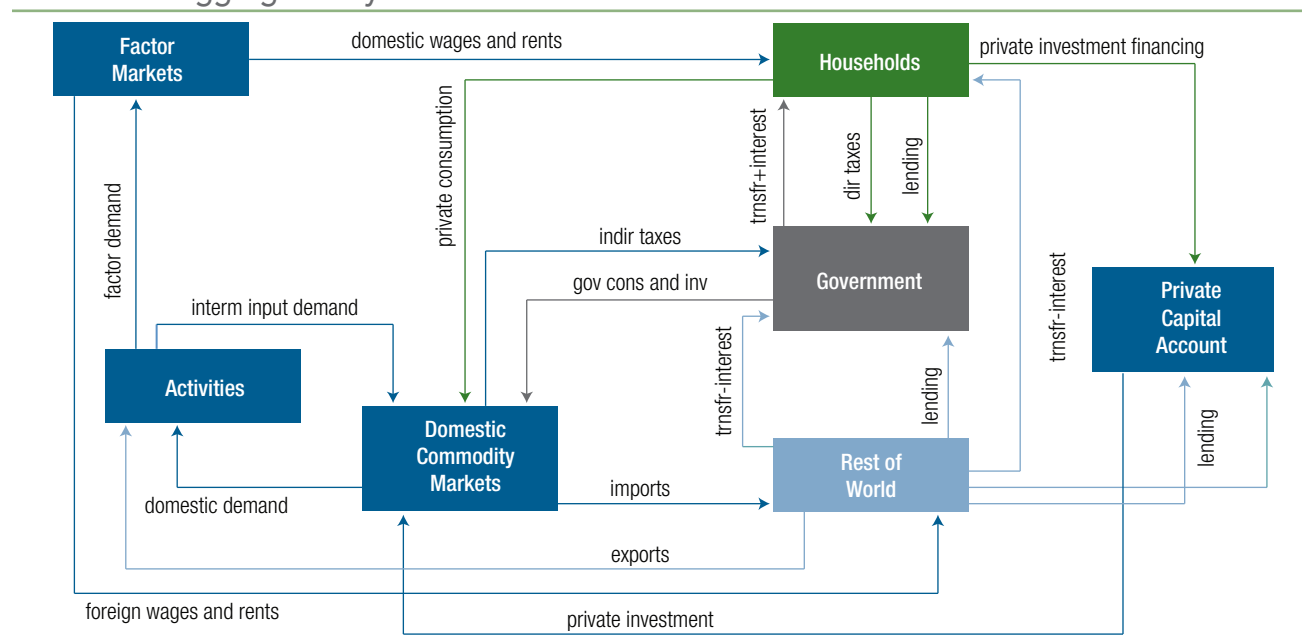 Factor
Markets
domestic wages and rents
Households
private investment financing
private consumption
trnsfr+interest
dir taxes
lending
factor demand
indir taxes
Government
gov cons and inv
trnsfr-interest
Private
Capital
Account
interm input demand
Activities
trnsfr-interest
lending
Domestic
Commodity
Markets
Rest of
World
lending
domestic demand
imports
exports
foreign wages and rents
private investment